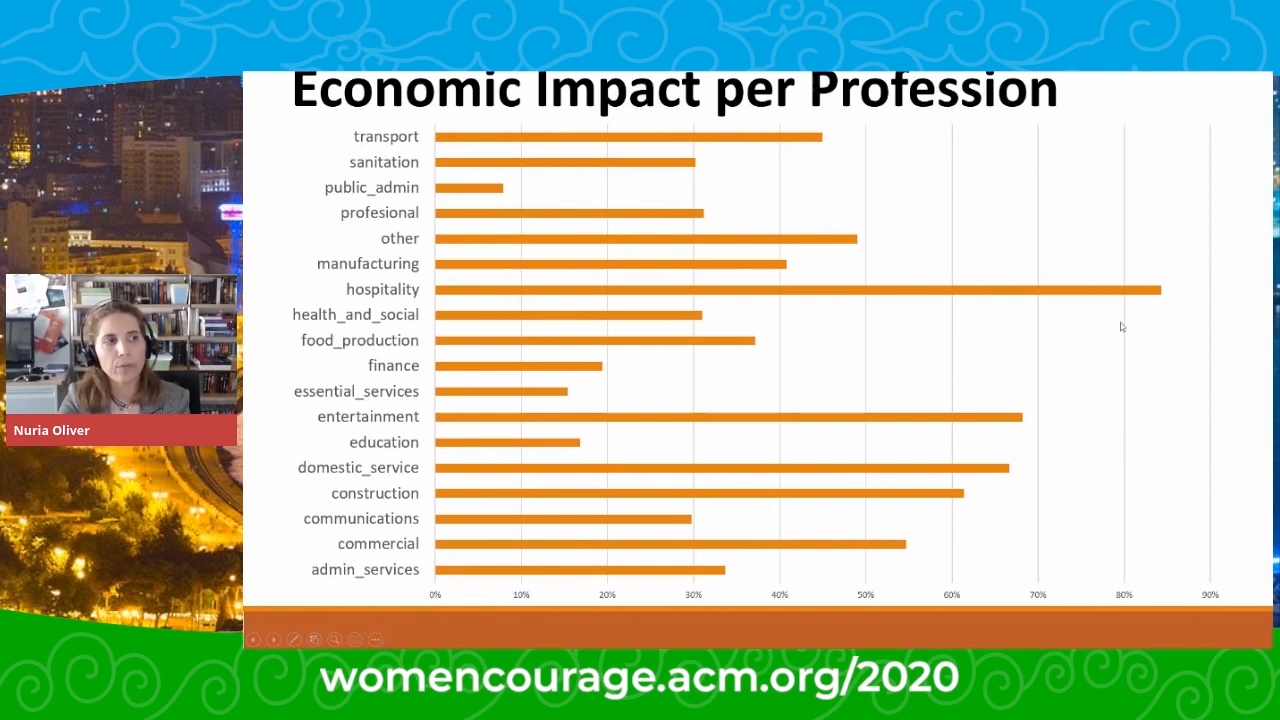 Economic Impact per Profession
transport
sanitation
public_admin
profesional
other
manufacturing
hospitality
health_and_social
food_production
finance
essential_services
entertainment
education
domestic_service
construction
communications
commercial
admin_services
0% 10% 20% 30% 40% 50% 60% 70% 80% 90%
Nuria Oliver
womencourage.acm.org/2020